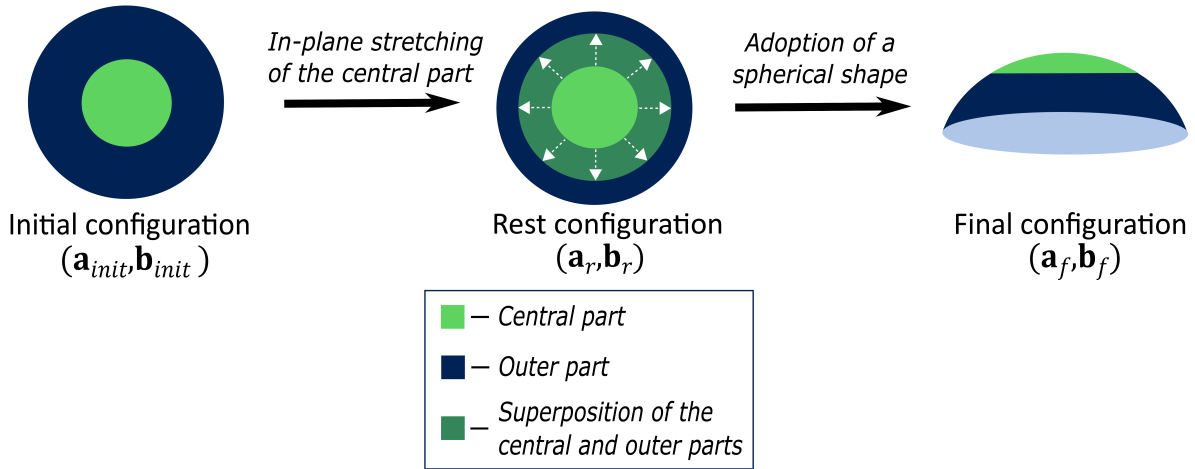 In-plane stretching
of the central part
Adoption of a
spherical shape
Initial configuration
(a_init,b_init )
Rest configuration
(a_r,b_r)
Final configuration
(a_f,b_f)
– Central part
– Outer part
– Superposition of the
central and outer parts